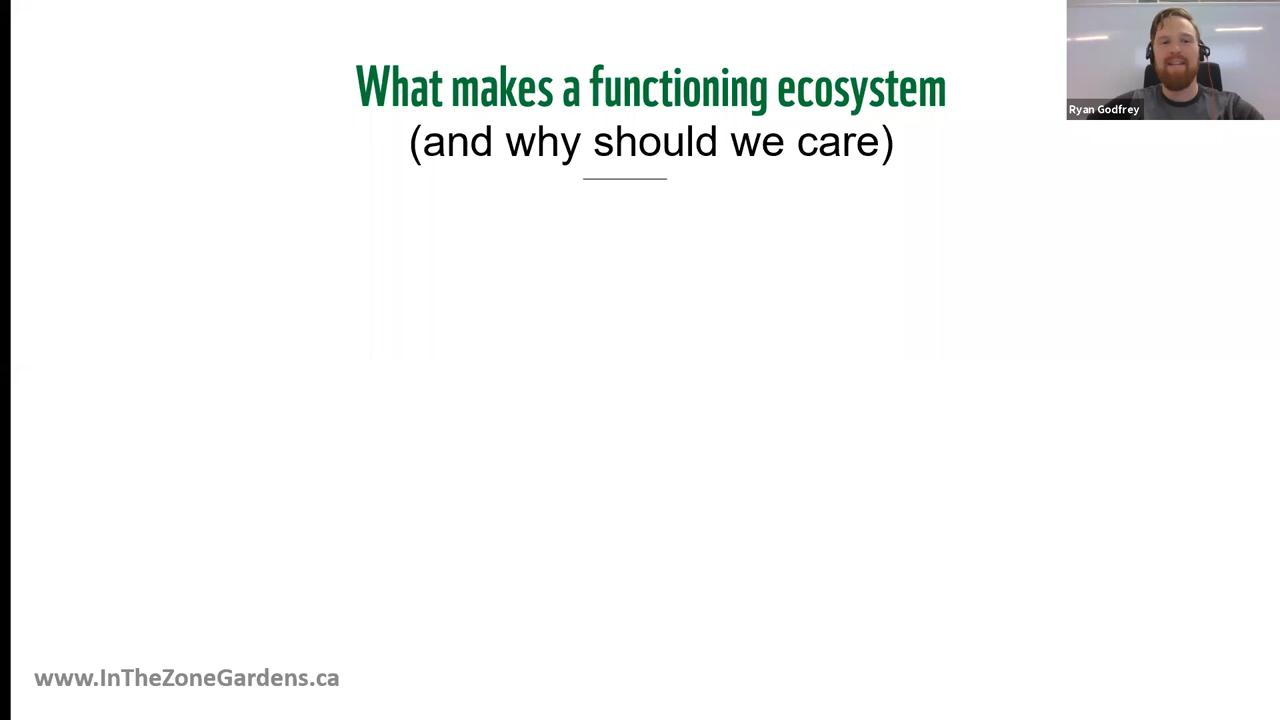 What makes a functioning ecosystem
(and why should we care)
Ryan Godfrey
www.InTheZoneGardens.ca